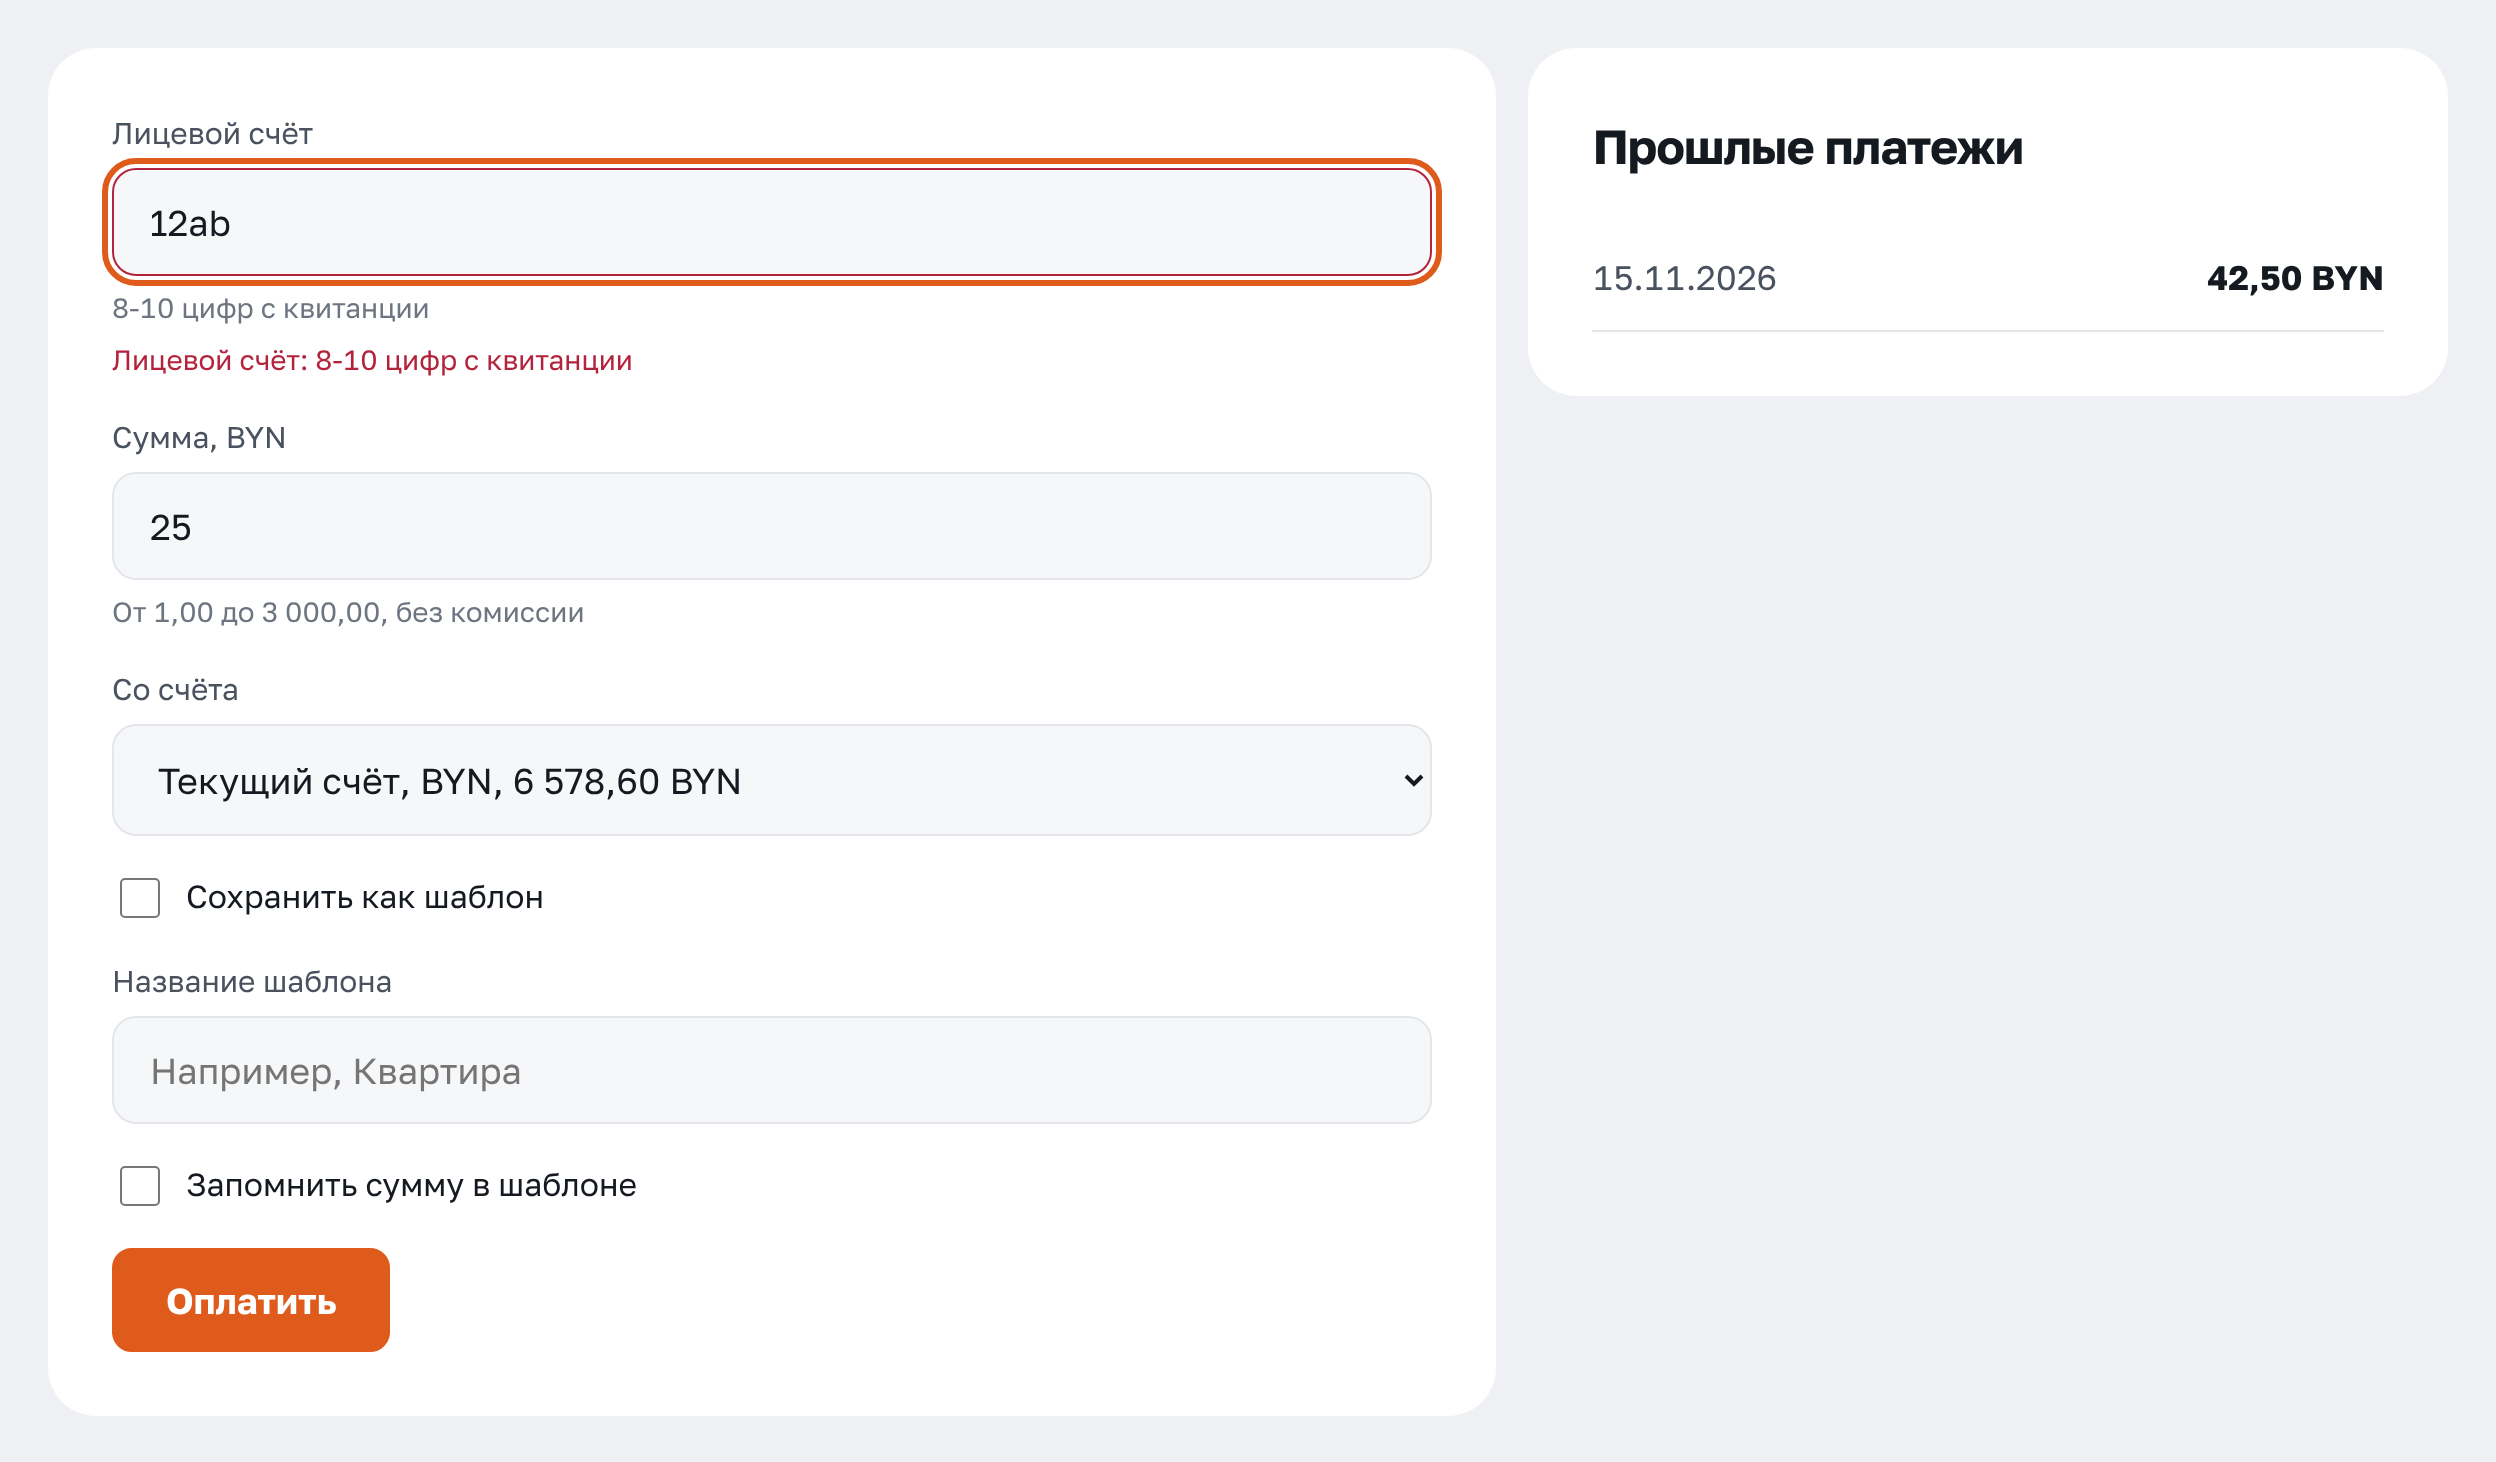 Лицевой счёт
12ab
8-10 цифр с квитанции
Лицевой счёт: 8-10 цифр с квитанции
Сумма, BYN
25
От 1,00 до 3 000,00, без комиссии
Со счёта
Текущий счёт, BYN, 6 578,60 BYN
Сохранить как шаблон
Название шаблона
Например, Квартира
Запомнить сумму в шаблоне
Оплатить
Прошлые платежи
15.11.2026 42,50 BYN